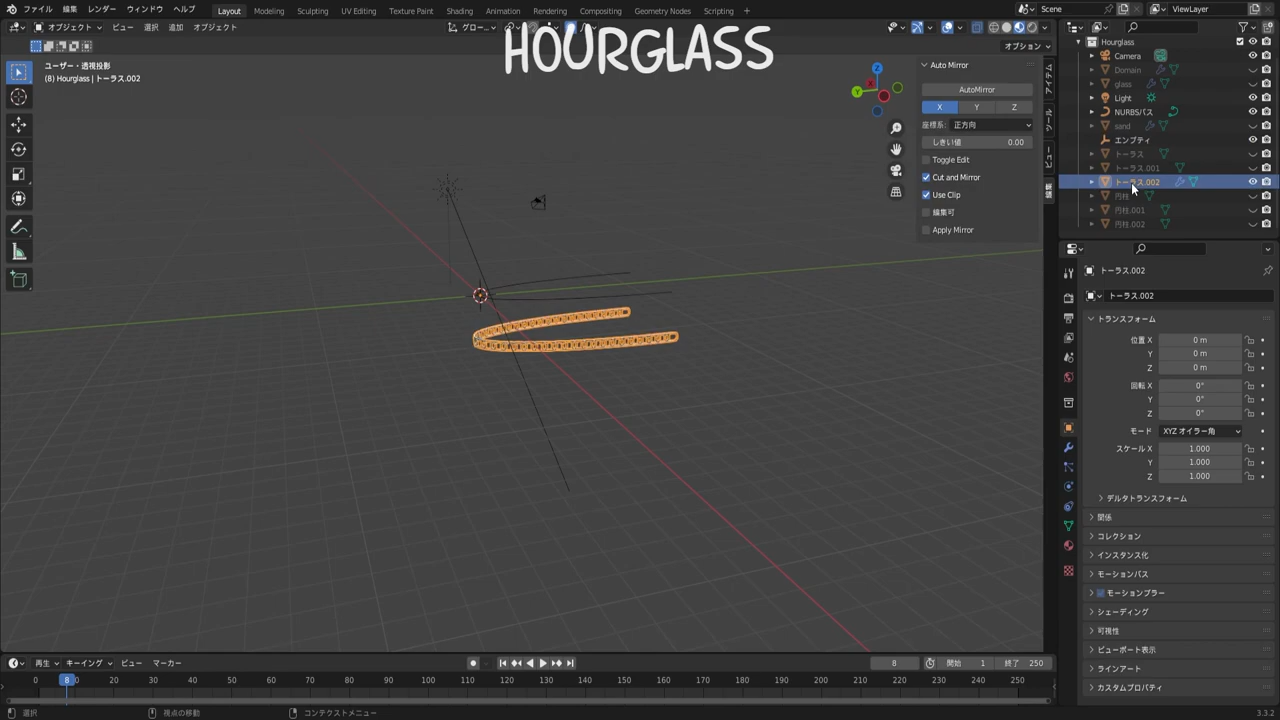 ファイル 編集 レンダー ウィンドウ ヘルプ Layout Modeling Sculpting UV Editing Texture Paint Shading Animation Rendering Compositing Geometry Nodes Scripting + Scene ViewLayer
オブジェクト ビュー 選択 追加 オブジェクト グロー...
HOURGLASS
オプション
ユーザー・透視投影
(8) Hourglass | トーラス.002
Auto Mirror
AutoMirror
X Y Z
座標系: 正方向
しきい値 0.00
Toggle Edit
Cut and Mirror
Use Clip
編集可
Apply Mirror
アイテム
ツール
ビュー
編集
X
Y
Z
Hourglass
Camera
Domain
glass
Light
NURBSパス
sand
エンプティ
トーラス
トーラス.001
トーラス.002
円柱
円柱.001
円柱.002
トーラス.002
トーラス.002
トランスフォーム
位置 X 0 m
Y 0 m
Z 0 m
回転 X 0°
Y 0°
Z 0°
モード XYZ オイラー角
スケール X 1.000
Y 1.000
Z 1.000
デルタトランスフォーム
関係
コレクション
インスタンス化
モーションパス
モーションブラー
シェーディング
可視性
ビューポート表示
ラインアート
カスタムプロパティ
再生 キーイング ビュー マーカー 8 開始 1 終了 250
0 8 20 30 40 50 60 70 80 90 100 110 120 130 140 150 160 170 180 190 200 210 220 230 240 250
選択 視点の移動 コンテクストメニュー 3.3.2